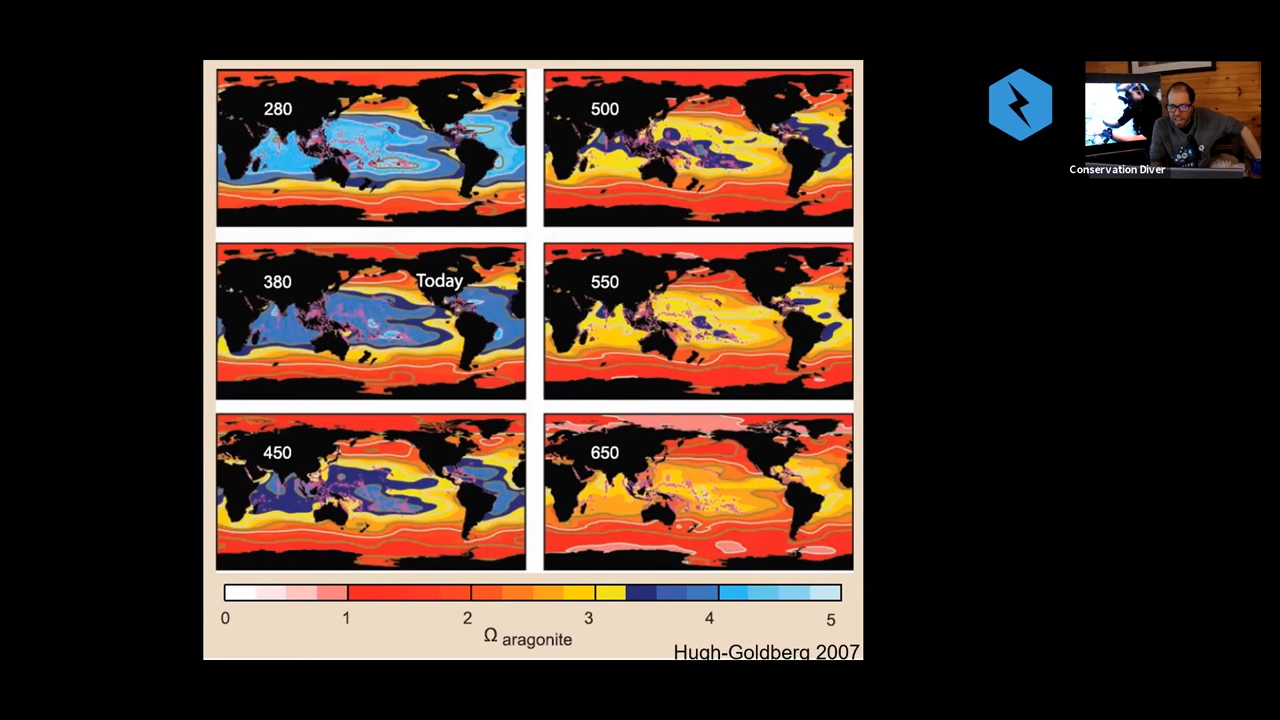 280
500
380
Today
550
450
650
0 1 2 3 4 5
Ω aragonite
Hugh-Goldberg 2007
Conservation Diver